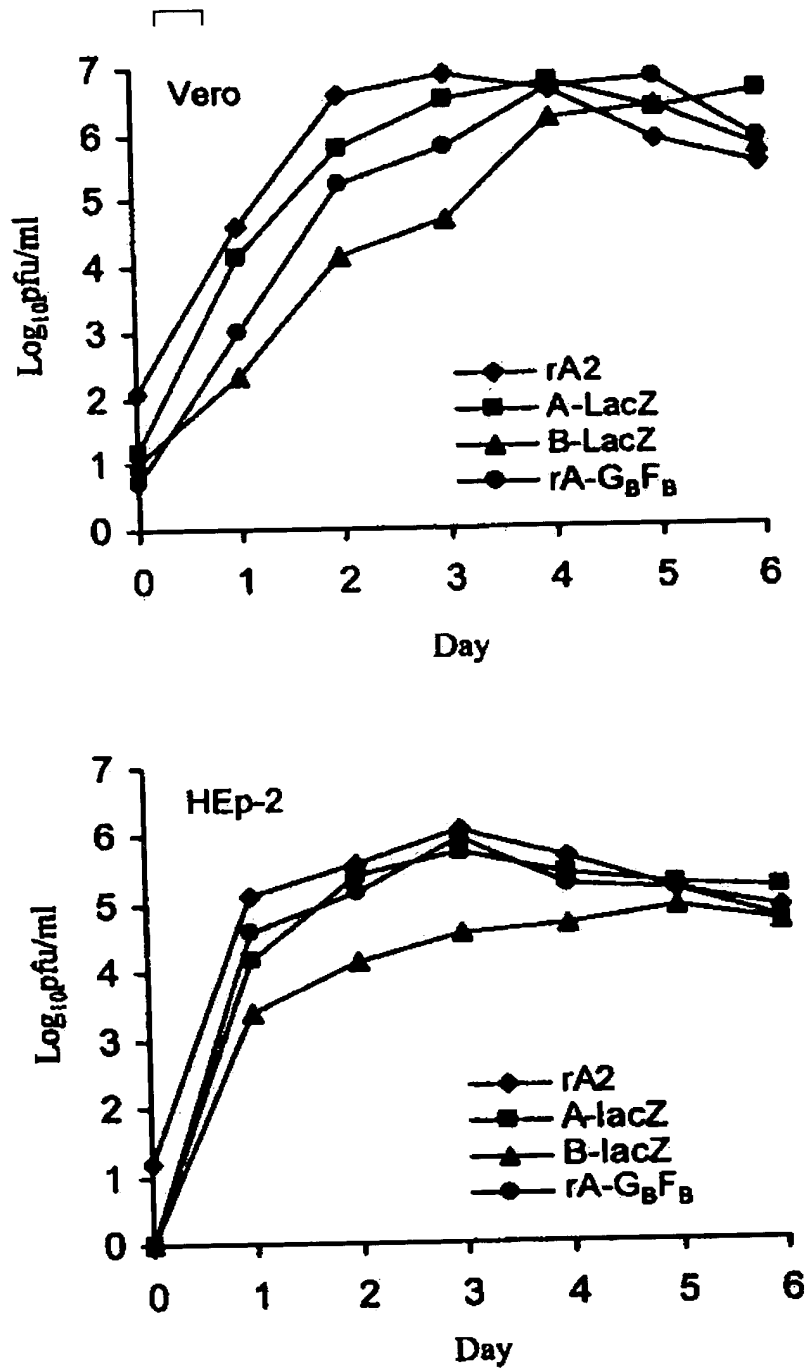 Vero
Log₁₀pfu/ml
7
6
5
4
3
2
1
0
rA2
A-LacZ
B-LacZ
rA-G_BF_B
0 1 2 3 4 5 6
Day
HEp-2
Log₁₀pfu/ml
7
6
5
4
3
2
1
0
rA2
A-lacZ
B-lacZ
rA-G_BF_B
0 1 2 3 4 5 6
Day